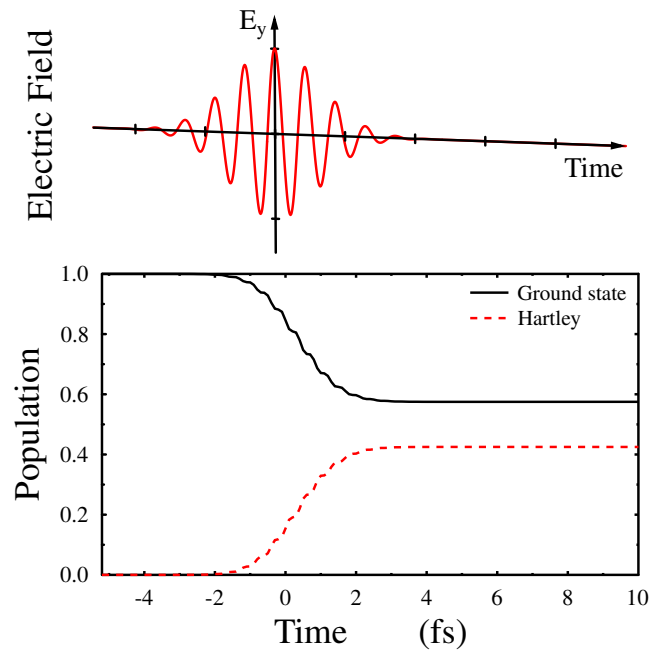 E_y
Electric Field
Time
1.0
0.8
0.6
0.4
0.2
0.0
Population
Ground state
Hartley
-4 -2 0 2 4 6 8 10
Time (fs)